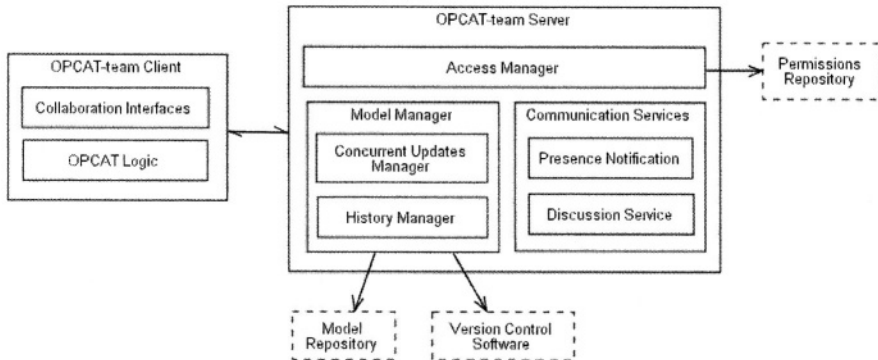 OPCAT-team Server
Access Manager
Permissions
Repository
OPCAT-team Client
Collaboration Interfaces
OPCAT Logic
Model Manager
Concurrent Updates
Manager
History Manager
Communication Services
Presence Notification
Discussion Service
Model
Repository
Version Control
Software